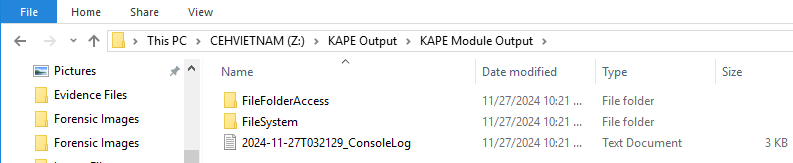 File Home Share View
This PC > CEHVIETNAM (Z:) > KAPE Output > KAPE Module Output >
Pictures
Evidence Files
Forensic Images
Forensic Images
Name Date modified Type Size
FileFolderAccess 11/27/2024 10:21 ... File folder
FileSystem 11/27/2024 10:21 ... File folder
2024-11-27T032129_ConsoleLog 11/27/2024 10:21 ... Text Document 3 KB